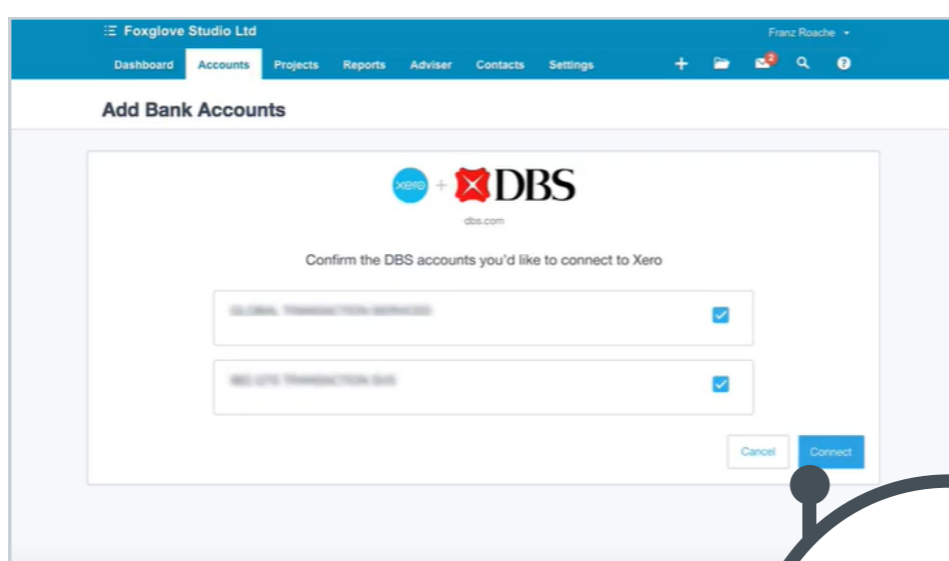 Foxglove Studio Ltd
Franz Roache
Dashboard Accounts Projects Reports Adviser Contacts Settings
2
?
Add Bank Accounts
xero + DBS
dbs.com
Confirm the DBS accounts you'd like to connect to Xero
Cancel Connect